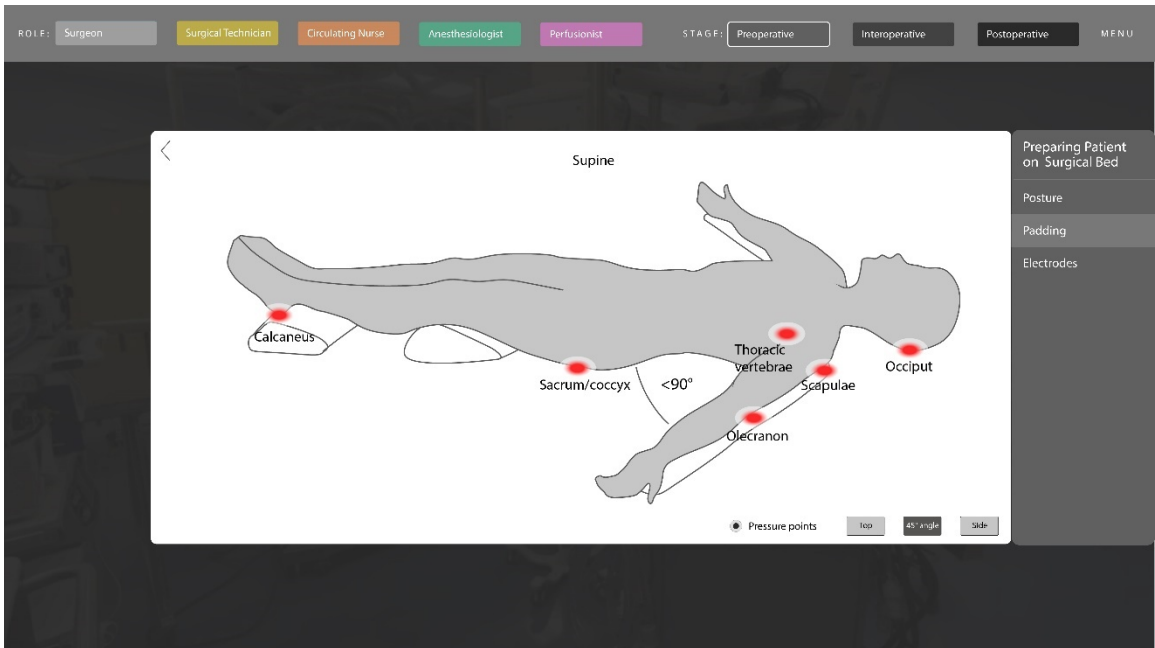 ROLE: Surgeon Surgical Technician Circulating Nurse Anesthesiologist Perfusionist STAGE: Preoperative Interoperative Postoperative MENU
Supine
Calcaneus
Sacrum/coccyx
<90°
Thoracic
vertebrae
Scapulae
Occiput
Olecranon
Pressure points Top 45° angle Side
Preparing Patient
on Surgical Bed
Posture
Padding
Electrodes